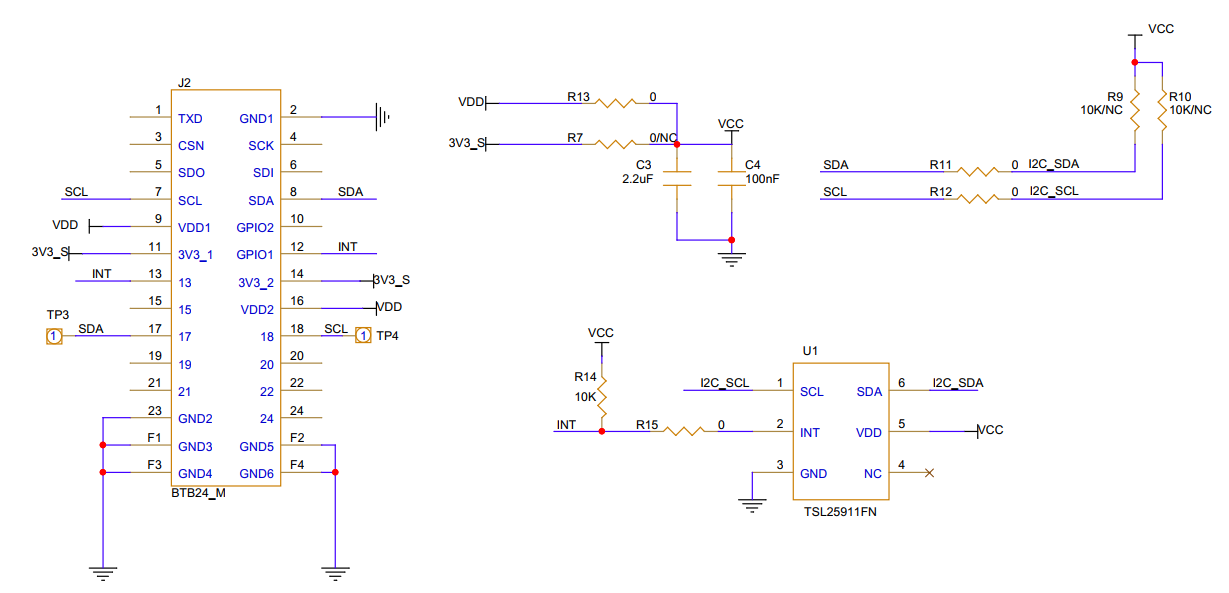 J2
1 TXD GND1 2
3 CSN SCK 4
5 SDO SDI 6
SCL 7 SCL SDA 8 SDA
VDD 9 VDD1 GPIO2 10
3V3_S 11 3V3_1 GPIO1 12 INT
INT 13 13 3V3_2 14 3V3_S
15 15 VDD2 16 VDD
TP3
1 SDA 17 17 18 18 SCL 1 TP4
19 19 20 20
21 21 22 22
23 GND2 24 24
F1 GND3 GND5 F2
F3 GND4 GND6 F4
BTB24_M
VDD R13 0
3V3_S R7 0/NC VCC
C3 C4
2.2uF 100nF
VCC
R9 R10
10K/NC 10K/NC
SDA R11 0 I2C_SDA
SCL R12 0 I2C_SCL
VCC
R14
10K
INT R15 0
U1
I2C_SCL 1 SCL SDA 6 I2C_SDA
2 INT VDD 5 VCC
3 GND NC 4
TSL25911FN